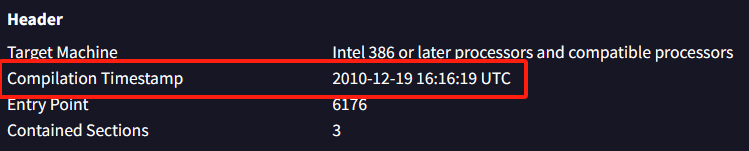 Header
Target Machine Intel 386 or later processors and compatible processors
Compilation Timestamp 2010-12-19 16:16:19 UTC
Entry Point 6176
Contained Sections 3